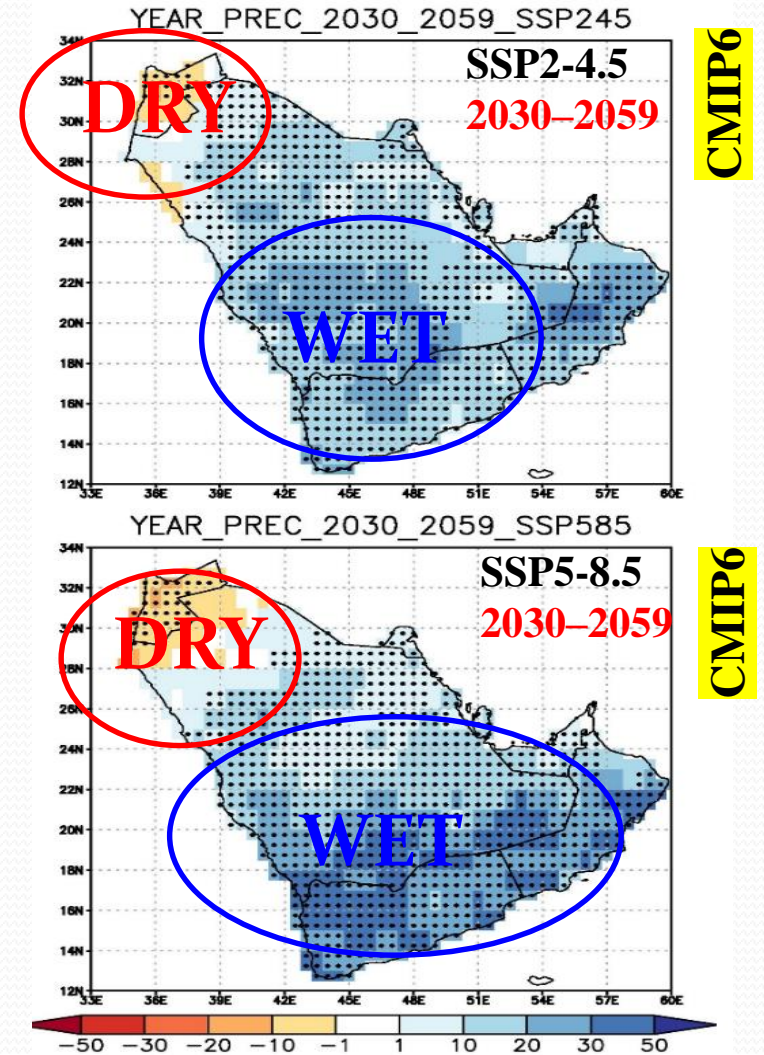 YEAR_PREC_2030_2059_SSP245
SSP2-4.5
2030–2059
CMIP6
DRY
WET
34N
32N
30N
28N
26N
24N
22N
20N
18N
16N
14N
12N
33E 36E 39E 42E 45E 48E 51E 54E 57E 60E
YEAR_PREC_2030_2059_SSP585
SSP5-8.5
2030–2059
CMIP6
DRY
WET
34N
32N
30N
28N
26N
24N
22N
20N
18N
16N
14N
12N
33E 36E 39E 42E 45E 48E 51E 54E 57E 60E
−50 −30 −20 −10 −1 1 10 20 30 50